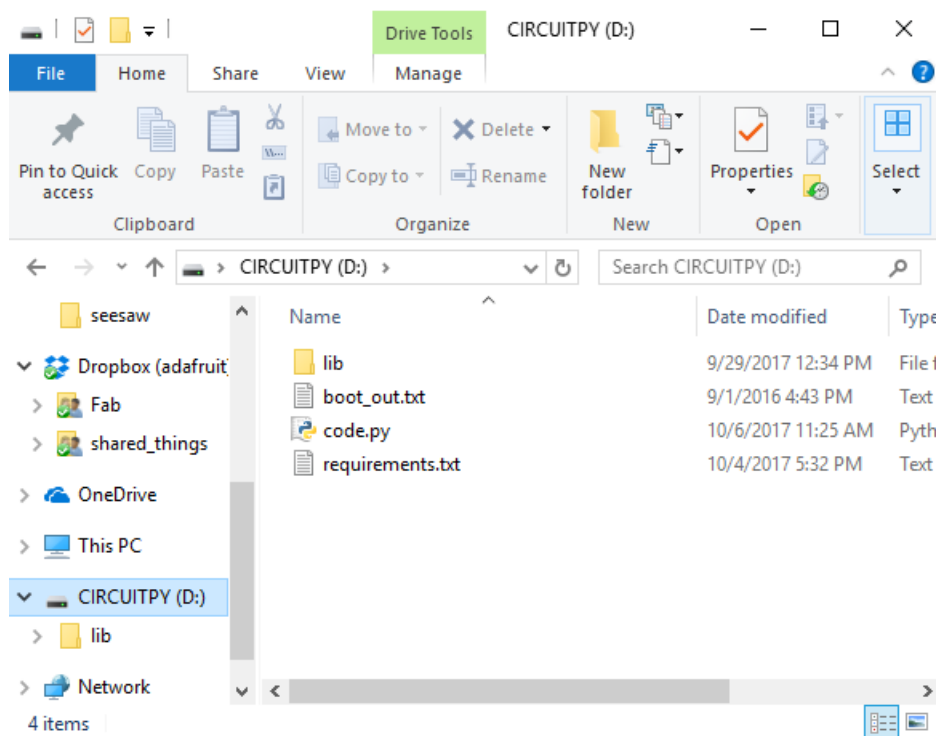 Drive Tools CIRCUITPY (D:)
File Home Share View Manage
Pin to Quick access Copy Paste
Move to Delete
Copy to Rename
New folder
Properties
Select
Clipboard Organize New Open
CIRCUITPY (D:) Search CIRCUITPY (D:)
seesaw
Dropbox (adafruit
Fab
shared_things
OneDrive
This PC
CIRCUITPY (D:)
lib
Network
Name Date modified Type
lib 9/29/2017 12:34 PM File f
boot_out.txt 9/1/2016 4:43 PM Text
code.py 10/6/2017 11:25 AM Pyth
requirements.txt 10/4/2017 5:32 PM Text
4 items